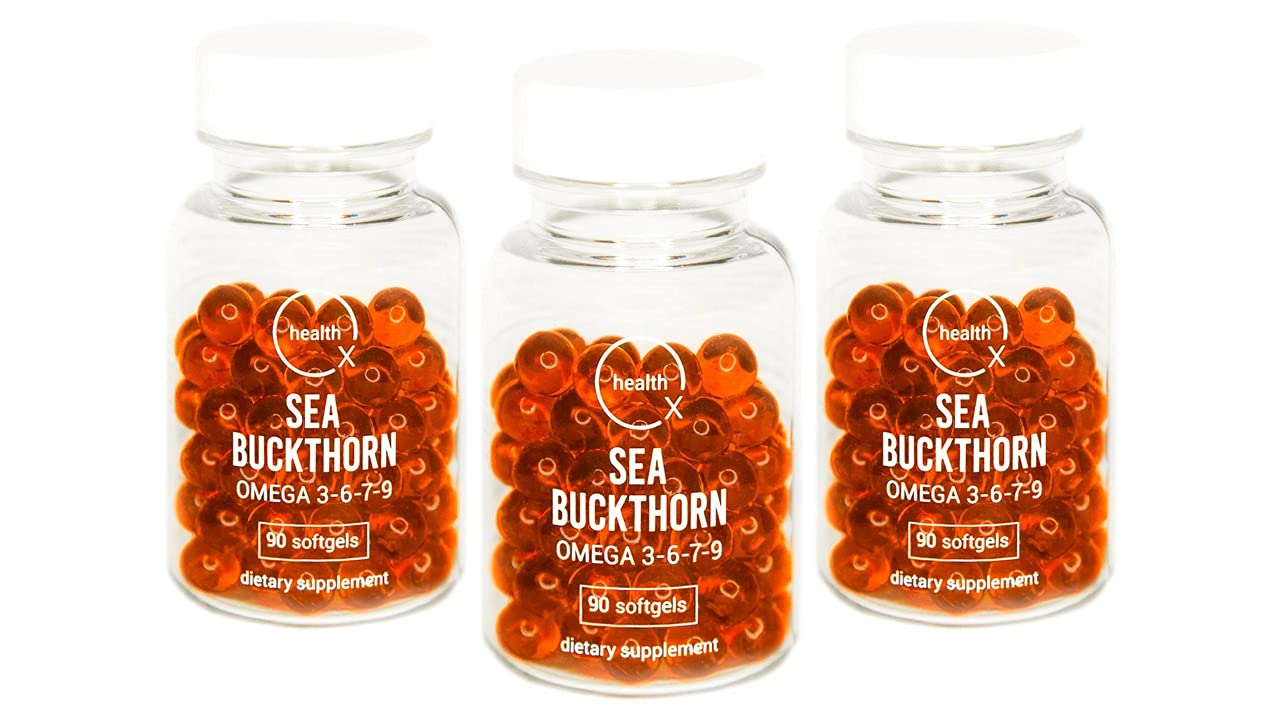 health
X
SEA
BUCKTHORN
OMEGA 3-6-7-9
90 softgels
dietary supplement
health
X
SEA
BUCKTHORN
OMEGA 3-6-7-9
90 softgels
dietary supplement
health
X
SEA
BUCKTHORN
OMEGA 3-6-7-9
90 softgels
dietary supplement